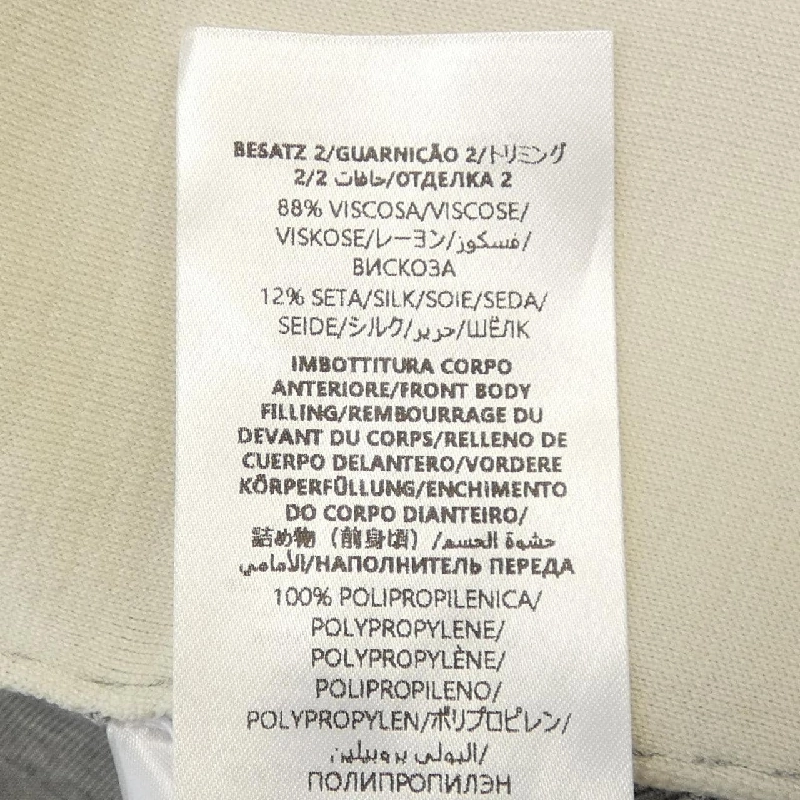 BESATZ 2/GUARNIÇÃO 2/トリミング
2/2 حافات/ОТДЕЛКА 2
88% VISCOSA/VISCOSE/
VISKOSE/レーヨン/فسكوز/
ВИСКОЗА
12% SETA/SILK/SOIE/SEDA/
SEIDE/シルク/حرير/ШЁЛК
IMBOTTITURA CORPO
ANTERIORE/FRONT BODY
FILLING/REMBOURRAGE DU
DEVANT DU CORPS/RELLENO DE
CUERPO DELANTERO/VORDERE
KÖRPERFÜLLUNG/ENCHIMENTO
DO CORPO DIANTEIRO/
詰め物（前身頃）/حشوة الجسم
الأمامي/НАПОЛНИТЕЛЬ ПЕРЕДА
100% POLIPROPILENICA/
POLYPROPYLENE/
POLYPROPYLÈNE/
POLIPROPILENO/
POLYPROPYLEN/ポリプロピレン/
البولي بروبيلين/
ПОЛИПРОПИЛЭН